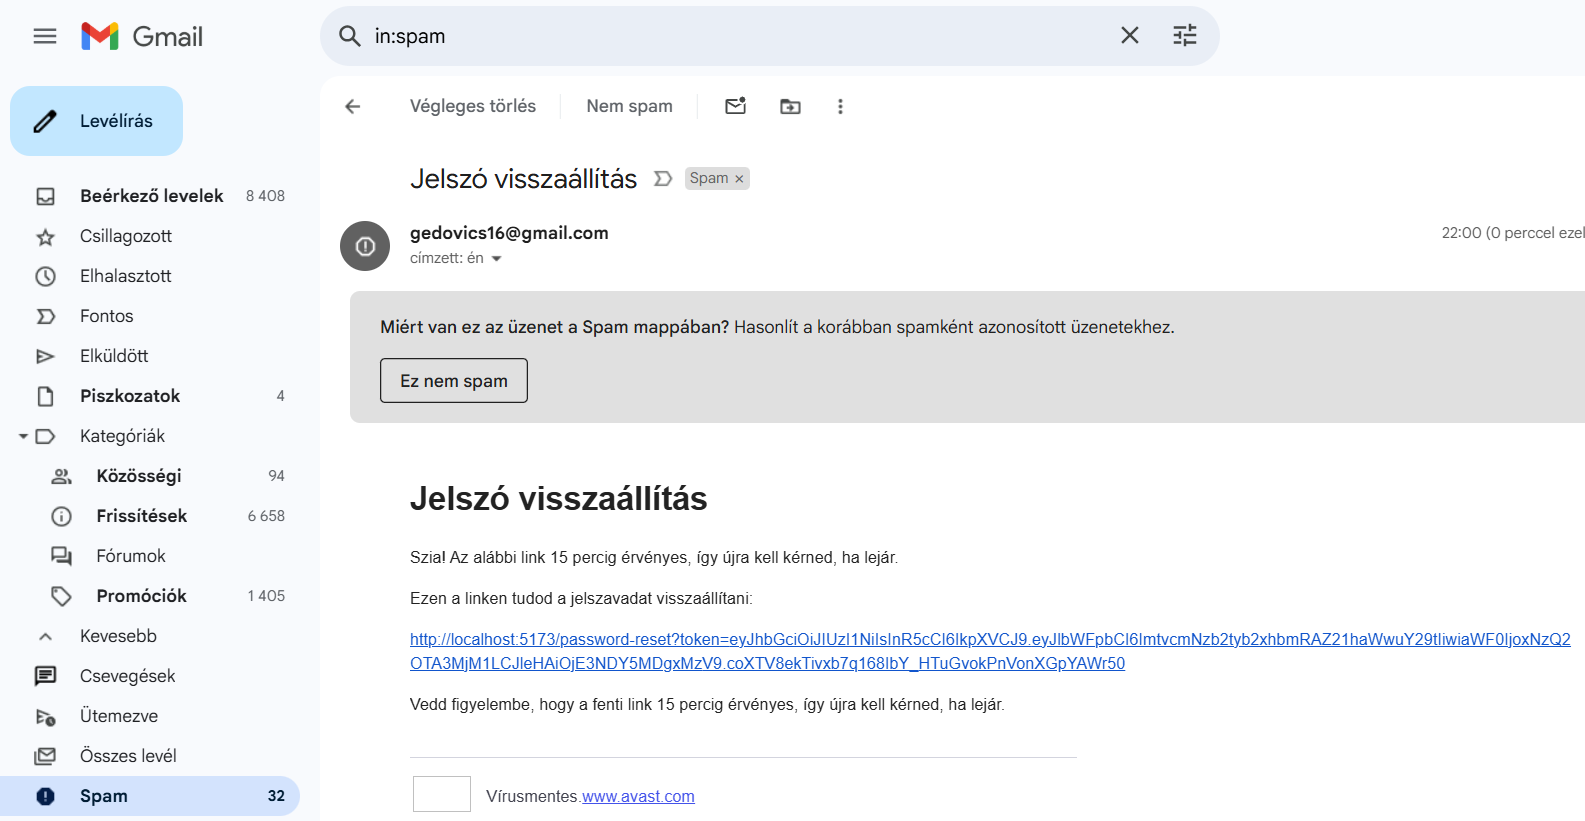 Gmail
in:spam
Levélírás
Végleges törlés
Nem spam
Jelszó visszaállítás
Spam ×
Beérkező levelek 8 408
Csillagozott
Elhalasztott
Fontos
Elküldött
Piszkozatok 4
Kategóriák
Közösségi 94
Frissítések 6 658
Fórumok
Promóciók 1 405
Kevesebb
Csevegések
Ütemezve
Összes levél
Spam 32
gedovics16@gmail.com
22:00 (0 perccel ezel
címzett: én
Miért van ez az üzenet a Spam mappában? Hasonlít a korábban spamként azonosított üzenetekhez.
Ez nem spam
Jelszó visszaállítás
Szia! Az alábbi link 15 percig érvényes, így újra kell kérned, ha lejár.
Ezen a linken tudod a jelszavadat visszaállítani:
http://localhost:5173/password-reset?token=eyJhbGciOiJIUzI1NiIsInR5cCI6IkpXVCJ9.eyJlbWFpbCI6ImtvcmNzb2tyb2xhbmRAZ21haWwuY29tIiwiaWF0IjoxNzQ2
OTA3MjM1LCJleHAiOjE3NDY5MDgxMzV9.coXTV8ekTivxb7q168IbY_HTuGvokPnVonXGpYAWr50
Vedd figyelembe, hogy a fenti link 15 percig érvényes, így újra kell kérned, ha lejár.
Vírusmentes.www.avast.com